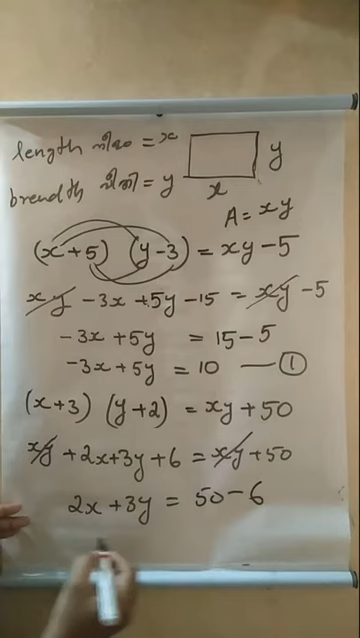 length നീളം = x y
breadth വീതി = y x
A = xy
(x + 5) (y - 3) = xy - 5
xy - 3x + 5y - 15 = xy - 5
-3x + 5y = 15 - 5
-3x + 5y = 10 — ①
(x + 3) (y + 2) = xy + 50
xy + 2x + 3y + 6 = xy + 50
2x + 3y = 50 - 6